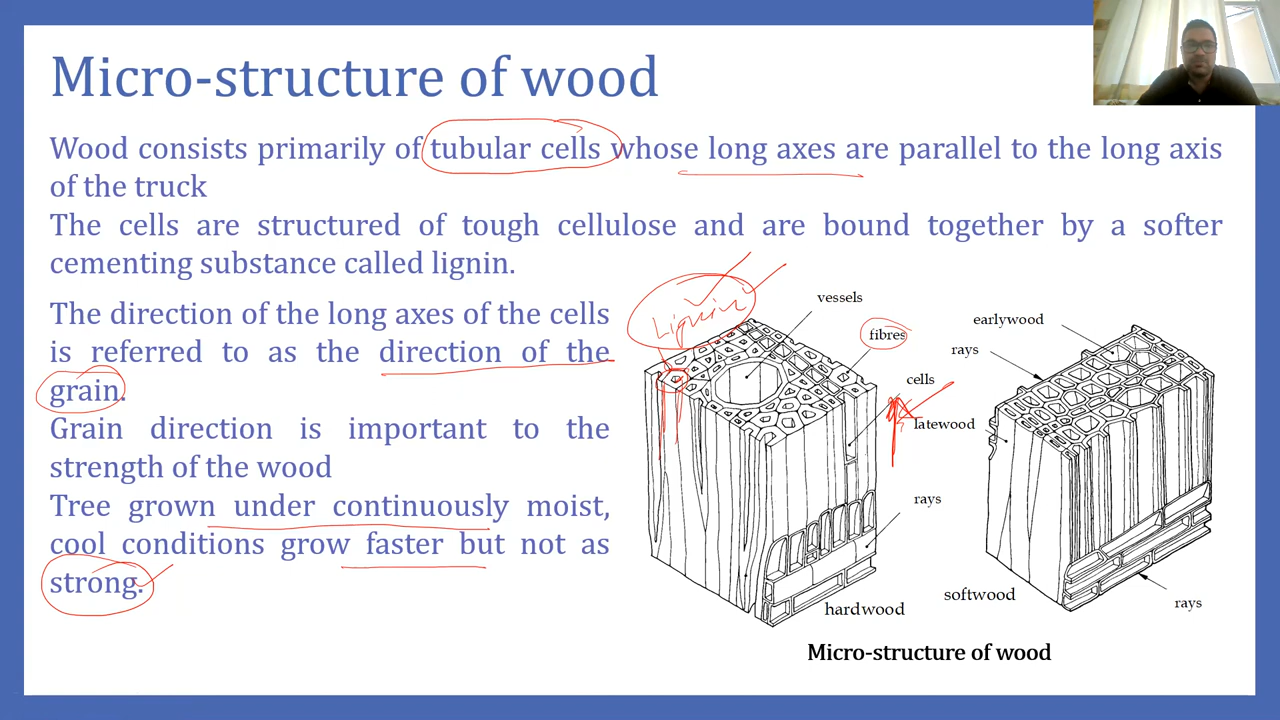 Micro-structure of wood
Wood consists primarily of tubular cells whose long axes are parallel to the long axis
of the truck
The cells are structured of tough cellulose and are bound together by a softer
cementing substance called lignin.
The direction of the long axes of the cells
is referred to as the direction of the
grain.
Grain direction is important to the
strength of the wood
Tree grown under continuously moist,
cool conditions grow faster but not as
strong.
Lignin
vessels
fibres
cells
latewood
rays
hardwood
earlywood
rays
softwood
rays
Micro-structure of wood